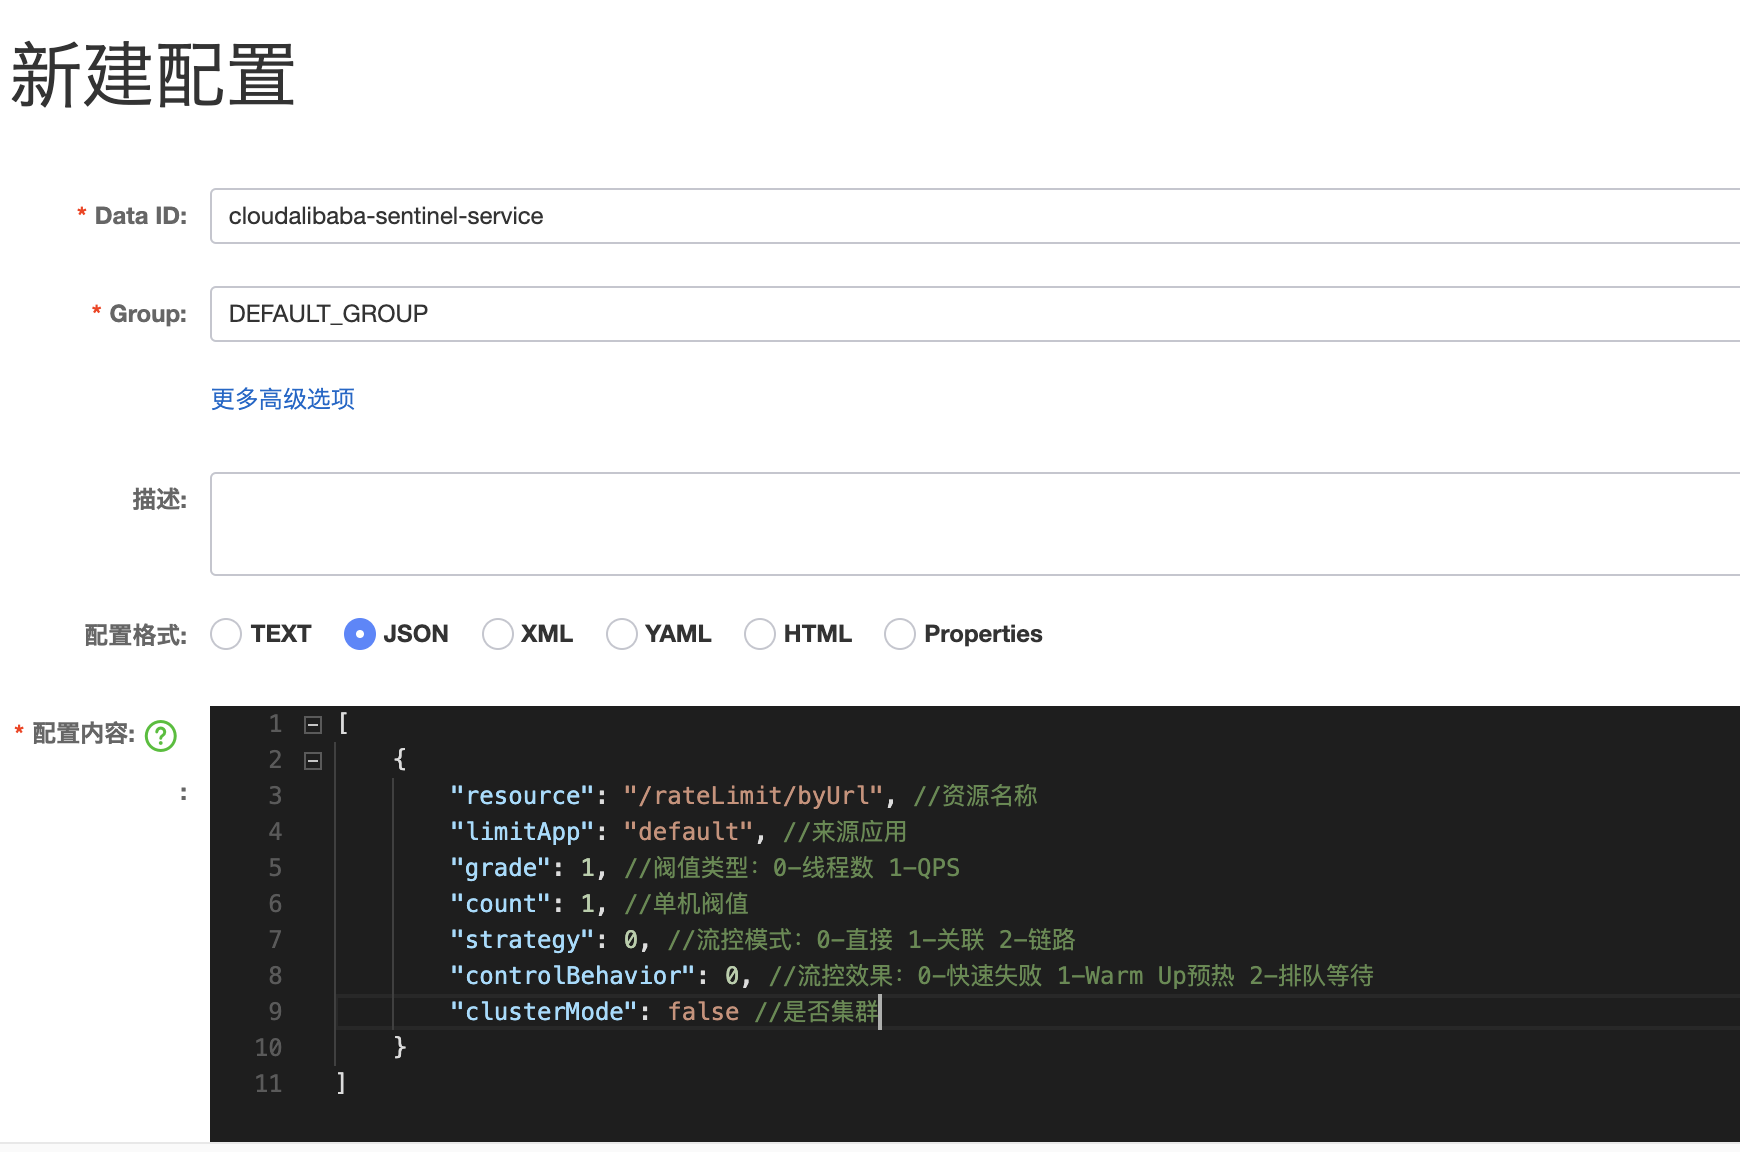 新建配置
* Data ID: cloudalibaba-sentinel-service
* Group: DEFAULT_GROUP
更多高级选项
描述:
配置格式: TEXT JSON XML YAML HTML Properties
* 配置内容: ?
:
1 [
2 {
3 "resource": "/rateLimit/byUrl", //资源名称
4 "limitApp": "default", //来源应用
5 "grade": 1, //阀值类型：0-线程数 1-QPS
6 "count": 1, //单机阀值
7 "strategy": 0, //流控模式：0-直接 1-关联 2-链路
8 "controlBehavior": 0, //流控效果：0-快速失败 1-Warm Up预热 2-排队等待
9 "clusterMode": false //是否集群
10 }
11 ]